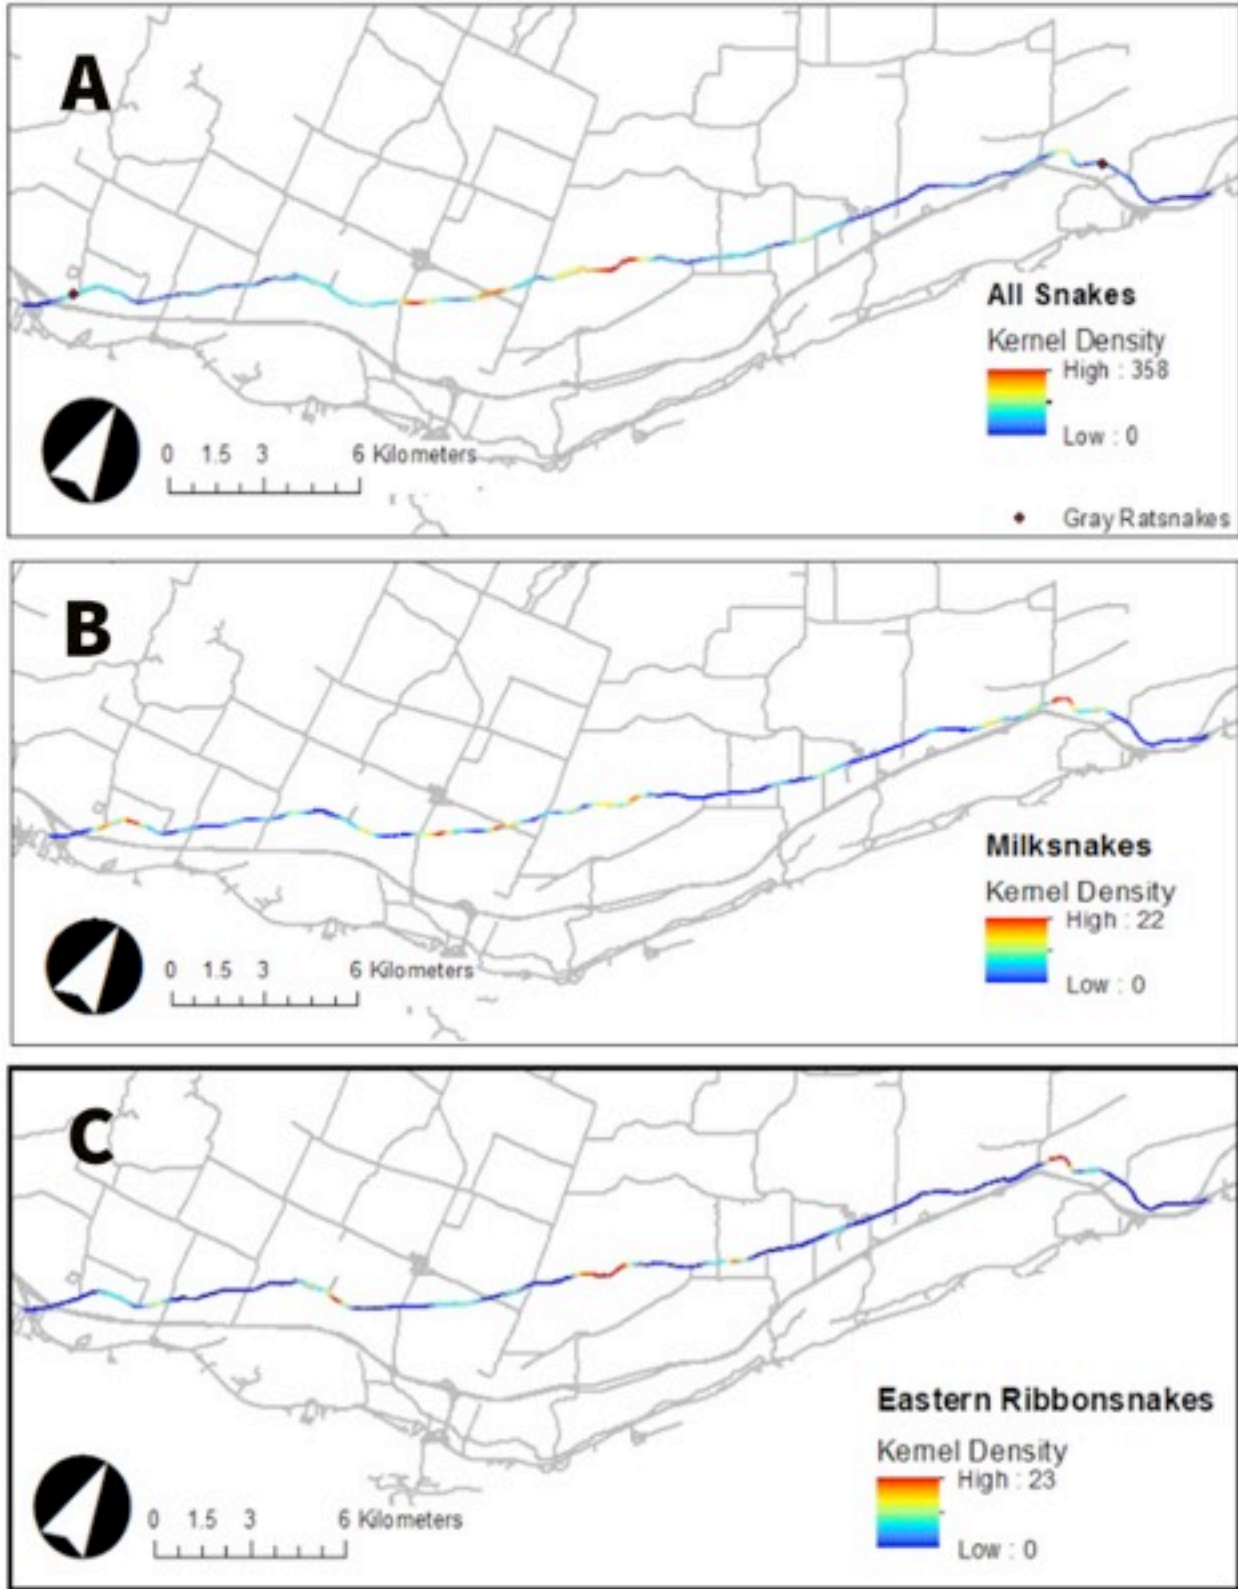 A
All Snakes
Kernel Density
High : 358
Low : 0
0 1.5 3 6 Kilometers
Gray Ratsnakes
B
Milksnakes
Kernel Density
High : 22
Low : 0
0 1.5 3 6 Kilometers
C
Eastern Ribbonsnakes
Kernel Density
High : 23
Low : 0
0 1.5 3 6 Kilometers